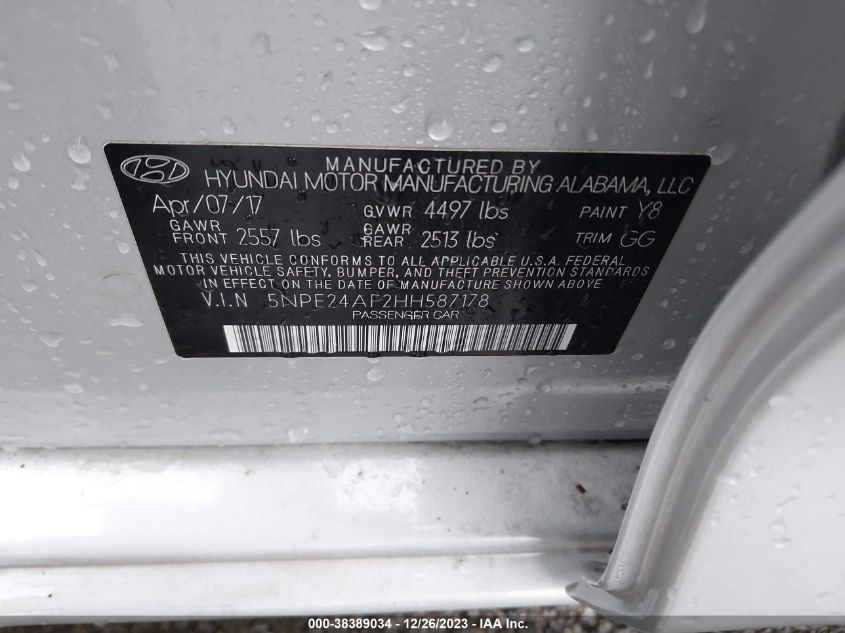 MANUFACTURED BY
HYUNDAI MOTOR MANUFACTURING ALABAMA, LLC
Apr/07/17 GVWR 4497 lbs PAINT Y8
GAWR FRONT 2557 lbs GAWR REAR 2513 lbs TRIM GG
THIS VEHICLE CONFORMS TO ALL APPLICABLE U.S.A. FEDERAL
MOTOR VEHICLE SAFETY, BUMPER, AND THEFT PREVENTION STANDARDS
IN EFFECT ON THE DATE OF MANUFACTURE SHOWN ABOVE
V.I.N 5NPE24AF2HH587178
PASSENGER CAR
000-38389034 - 12/26/2023 - IAA Inc.